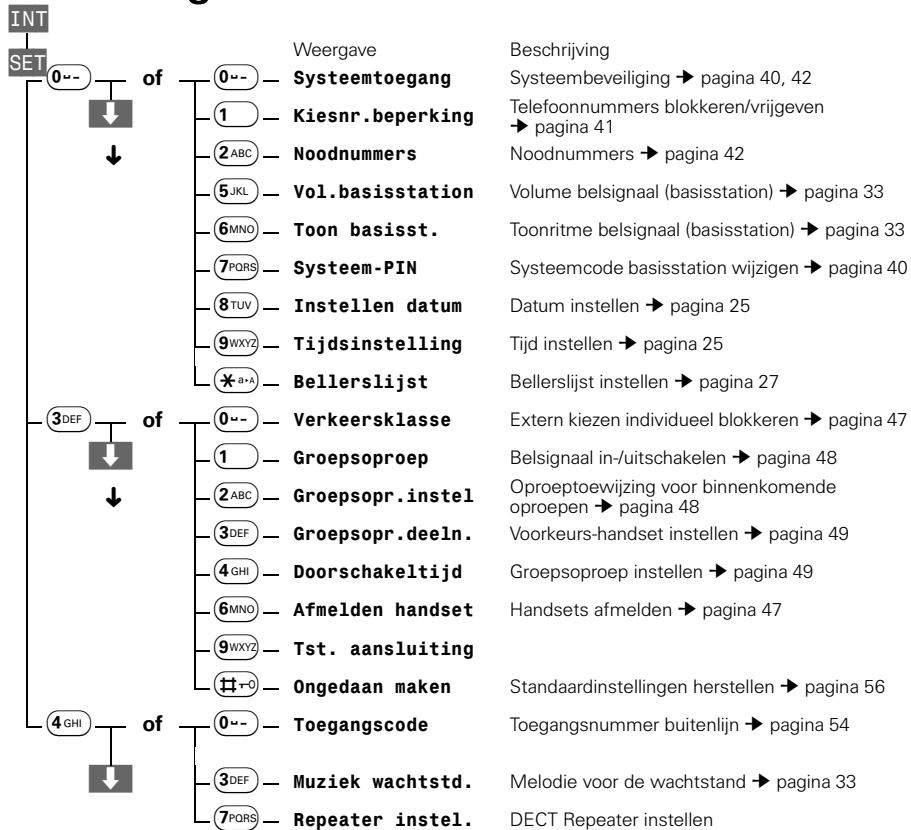 INT
SET
Weergave Beschrijving
0 of 0 Systeemtoegang Systeembeveiliging ➔ pagina 40, 42
1 Kiesnr.beperking Telefoonnummers blokkeren/vrijgeven
➔ pagina 41
2ABC Noodnummers Noodnummers ➔ pagina 42
5JKL Vol.basisstation Volume belsignaal (basisstation) ➔ pagina 33
6MNO Toon basisst. Toonritme belsignaal (basisstation) ➔ pagina 33
7PQRS Systeem-PIN Systeemcode basisstation wijzigen ➔ pagina 40
8TUV Instellen datum Datum instellen ➔ pagina 25
9WXYZ Tijdsinstelling Tijd instellen ➔ pagina 25
* a▸A Bellerslijst Bellerslijst instellen ➔ pagina 27
3DEF of 0 Verkeersklasse Extern kiezen individueel blokkeren ➔ pagina 47
1 Groepsoproep Belsignaal in-/uitschakelen ➔ pagina 48
2ABC Groepsopr.instel Oproeptoewijzing voor binnenkomende
oproepen ➔ pagina 48
3DEF Groepsopr.deeln. Voorkeurs-handset instellen ➔ pagina 49
4GHI Doorschakeltijd Groepsoproep instellen ➔ pagina 49
6MNO Afmelden handset Handsets afmelden ➔ pagina 47
9WXYZ Tst. aansluiting
# Ongedaan maken Standaardinstellingen herstellen ➔ pagina 56
4GHI of 0 Toegangscode Toegangsnummer buitenlijn ➔ pagina 54
3DEF Muziek wachtstd. Melodie voor de wachtstand ➔ pagina 33
7PQRS Repeater instel. DECT Repeater instellen